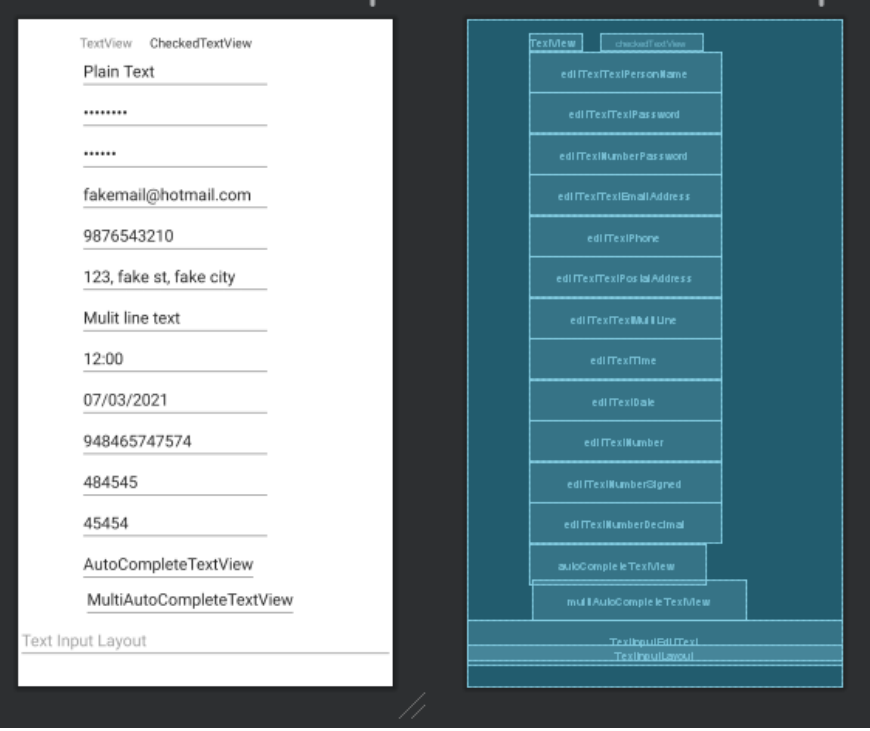 TextView CheckedTextView
Plain Text
••••••••
••••••
fakemail@hotmail.com
9876543210
123, fake st, fake city
Mulit line text
12:00
07/03/2021
948465747574
484545
45454
AutoCompleteTextView
MultiAutoCompleteTextView
Text Input Layout
TextView checkedTextView
editTextTextPersonName
editTextTextPassword
editTextNumberPassword
editTextTextEmailAddress
editTextPhone
editTextTextPostalAddress
editTextTextMultiLine
editTextTime
editTextDate
editTextNumber
editTextNumberSigned
editTextNumberDecimal
autoCompleteTextView
multiAutoCompleteTextView
TextInputEditText
TextInputLayout